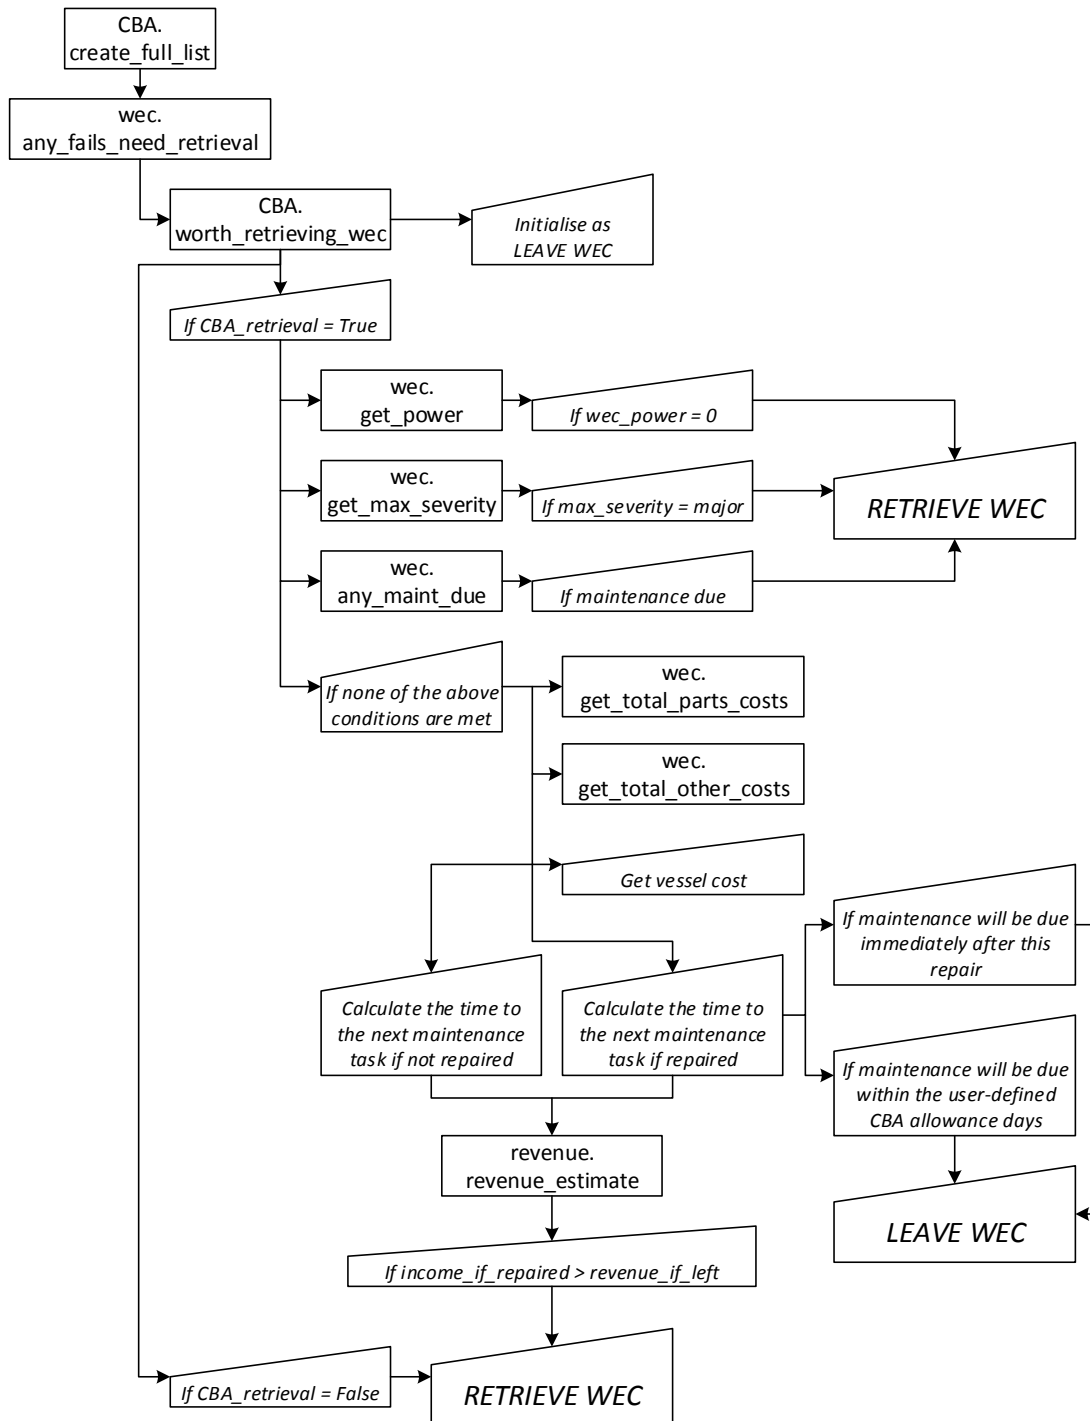 CBA.
create_full_list
wec.
any_fails_need_retrieval
CBA.
worth_retrieving_wec
Initialise as
LEAVE WEC
If CBA_retrieval = True
wec.
get_power
If wec_power = 0
wec.
get_max_severity
If max_severity = major
RETRIEVE WEC
wec.
any_maint_due
If maintenance due
If none of the above
conditions are met
wec.
get_total_parts_costs
wec.
get_total_other_costs
Get vessel cost
If maintenance will be due
immediately after this
repair
Calculate the time to
the next maintenance
task if not repaired
Calculate the time to
the next maintenance
task if repaired
If maintenance will be due
within the user-defined
CBA allowance days
revenue.
revenue_estimate
LEAVE WEC
If income_if_repaired > revenue_if_left
If CBA_retrieval = False
RETRIEVE WEC